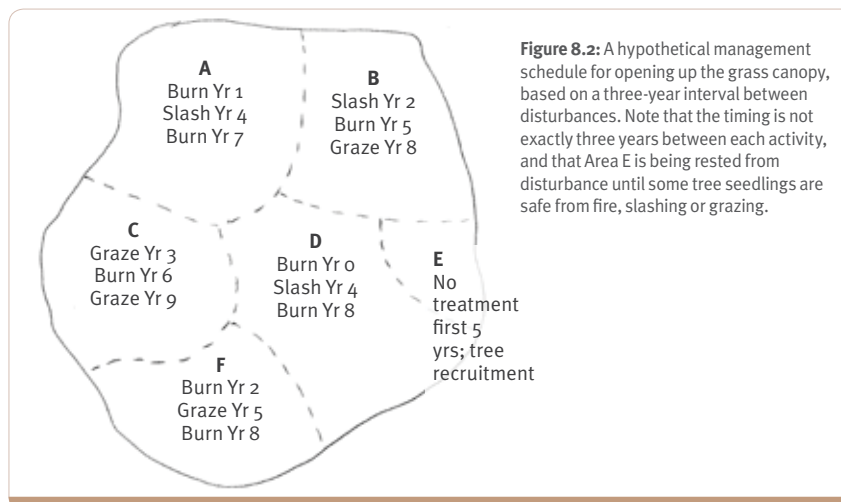 A
Burn Yr 1
Slash Yr 4
Burn Yr 7
B
Slash Yr 2
Burn Yr 5
Graze Yr 8
C
Graze Yr 3
Burn Yr 6
Graze Yr 9
D
Burn Yr 0
Slash Yr 4
Burn Yr 8
E
No
treatment
first 5
yrs; tree
recruitment
F
Burn Yr 2
Graze Yr 5
Burn Yr 8
Figure 8.2: A hypothetical management
schedule for opening up the grass canopy,
based on a three-year interval between
disturbances. Note that the timing is not
exactly three years between each activity,
and that Area E is being rested from
disturbance until some tree seedlings are
safe from fire, slashing or grazing.